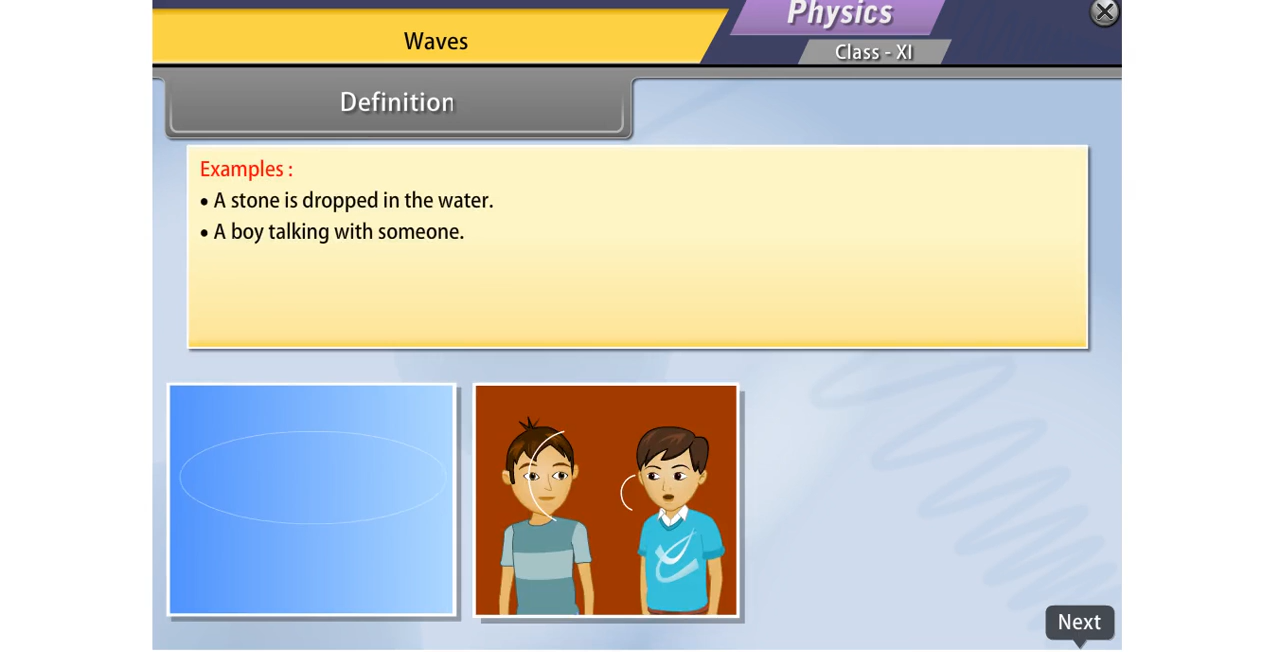 Physics
Waves
Class - XI
Definition
Examples :
• A stone is dropped in the water.
• A boy talking with someone.
Next